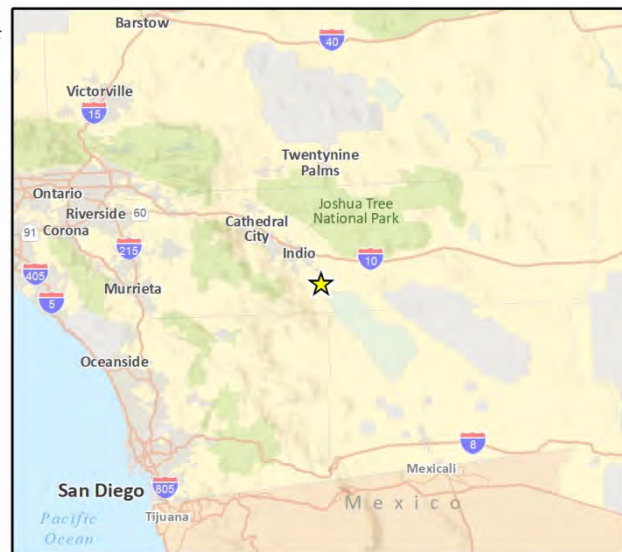 Barstow
40
Victorville
15
Twentynine
Palms
Ontario
Joshua Tree
National Park
Riverside
60
Cathedral
City
91
Corona
215
Indio
10
405
Murrieta
5
Oceanside
8
Mexicali
San Diego
805
Mexico
Tijuana
Pacific
Ocean